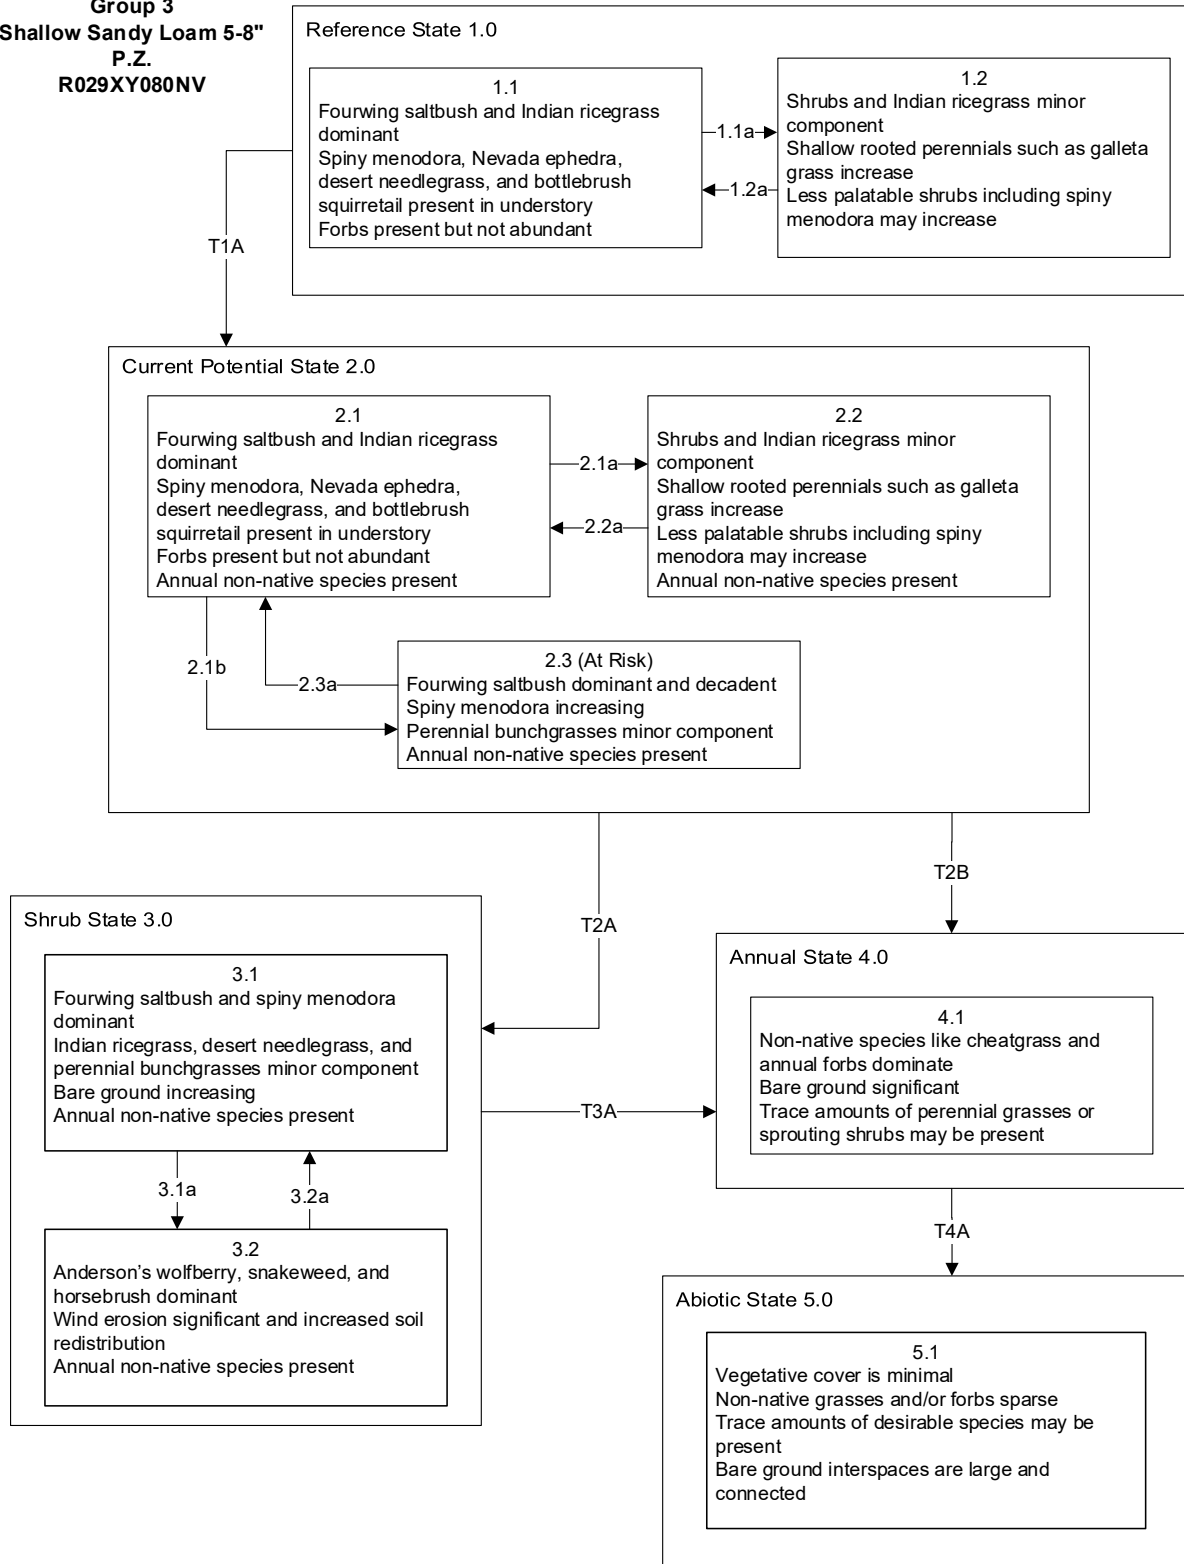 Group 3
Shallow Sandy Loam 5-8"
P.Z.
R029XY080NV
Reference State 1.0
1.1
Fourwing saltbush and Indian ricegrass
dominant
Spiny menodora, Nevada ephedra,
desert needlegrass, and bottlebrush
squirretail present in understory
Forbs present but not abundant
1.1a
1.2a
1.2
Shrubs and Indian ricegrass minor
component
Shallow rooted perennials such as galleta
grass increase
Less palatable shrubs including spiny
menodora may increase
T1A
Current Potential State 2.0
2.1
Fourwing saltbush and Indian ricegrass
dominant
Spiny menodora, Nevada ephedra,
desert needlegrass, and bottlebrush
squirretail present in understory
Forbs present but not abundant
Annual non-native species present
2.1a
2.2a
2.2
Shrubs and Indian ricegrass minor
component
Shallow rooted perennials such as galleta
grass increase
Less palatable shrubs including spiny
menodora may increase
Annual non-native species present
2.1b
2.3a
2.3 (At Risk)
Fourwing saltbush dominant and decadent
Spiny menodora increasing
Perennial bunchgrasses minor component
Annual non-native species present
T2A
T2B
Shrub State 3.0
3.1
Fourwing saltbush and spiny menodora
dominant
Indian ricegrass, desert needlegrass, and
perennial bunchgrasses minor component
Bare ground increasing
Annual non-native species present
3.1a
3.2a
3.2
Anderson's wolfberry, snakeweed, and
horsebrush dominant
Wind erosion significant and increased soil
redistribution
Annual non-native species present
T3A
Annual State 4.0
4.1
Non-native species like cheatgrass and
annual forbs dominate
Bare ground significant
Trace amounts of perennial grasses or
sprouting shrubs may be present
T4A
Abiotic State 5.0
5.1
Vegetative cover is minimal
Non-native grasses and/or forbs sparse
Trace amounts of desirable species may be
present
Bare ground interspaces are large and
connected